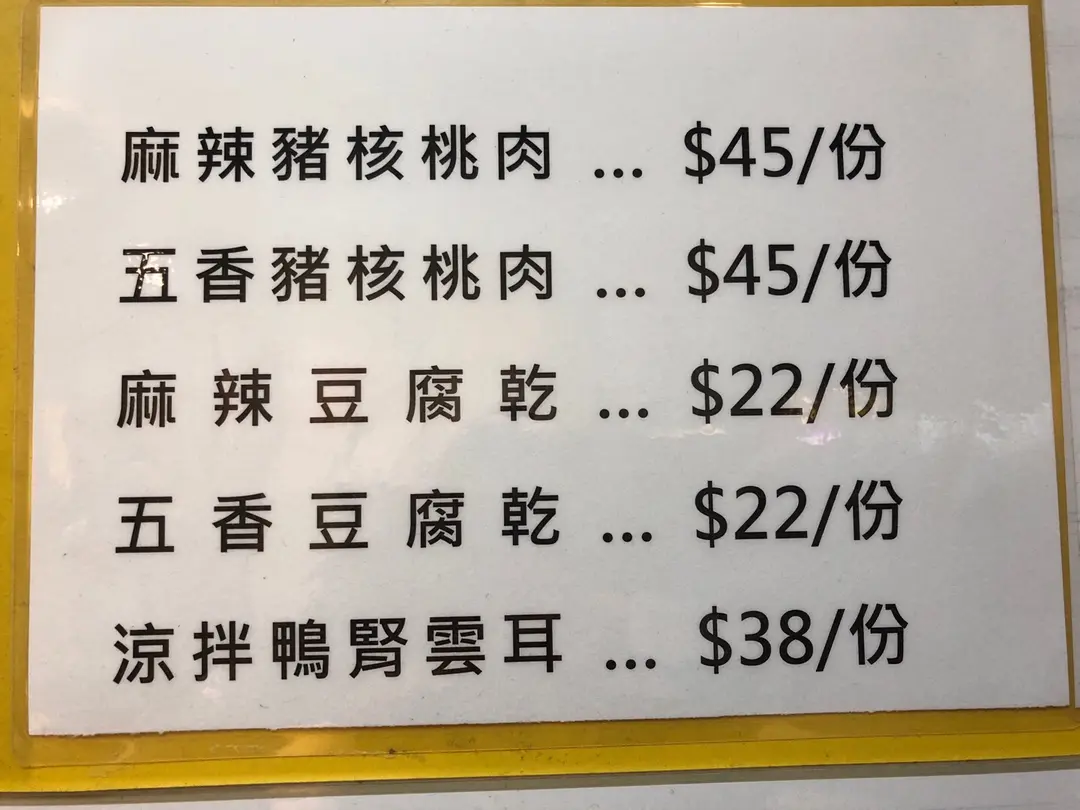 麻辣豬核桃肉 ... $45/份
五香豬核桃肉 ... $45/份
麻辣豆腐乾 ... $22/份
五香豆腐乾 ... $22/份
涼拌鴨腎雲耳 ... $38/份